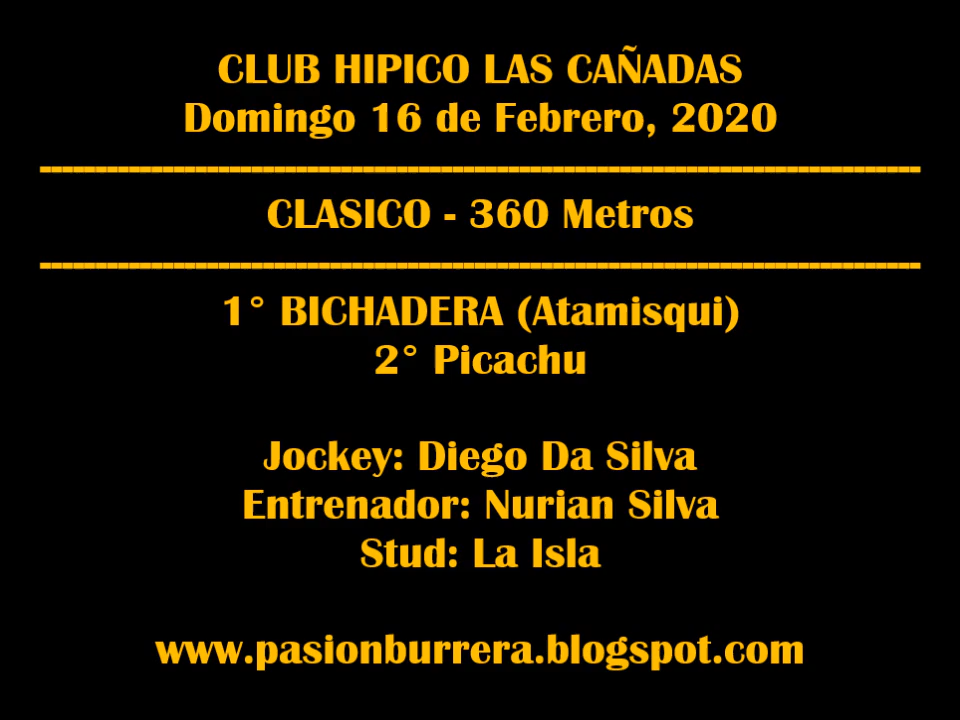 CLUB HIPICO LAS CAÑADAS
Domingo 16 de Febrero, 2020
--------------------------------------------------------------------------------
CLASICO - 360 Metros
--------------------------------------------------------------------------------
1° BICHADERA (Atamisqui)
2° Picachu
Jockey: Diego Da Silva
Entrenador: Nurian Silva
Stud: La Isla
www.pasionburrera.blogspot.com